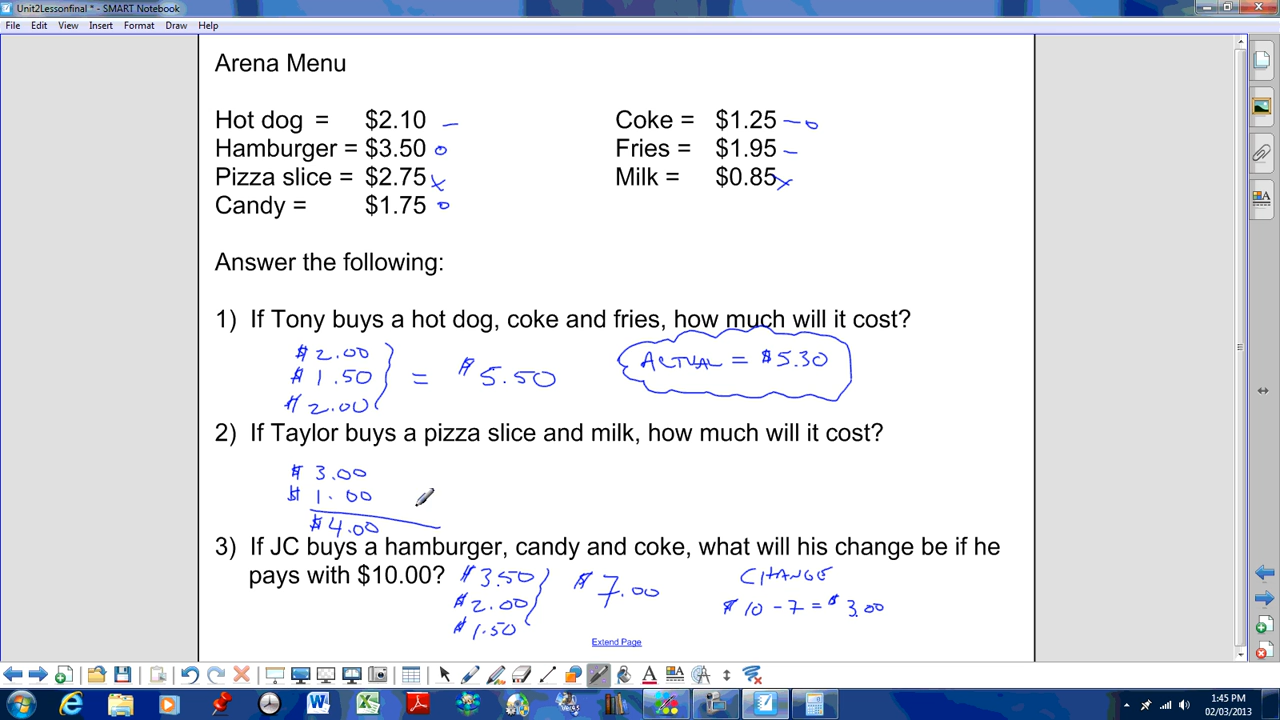 Unit2Lessonfinal * - SMART Notebook
File Edit View Insert Format Draw Help
Arena Menu
Hot dog = $2.10 Coke = $1.25
Hamburger = $3.50 Fries = $1.95
Pizza slice = $2.75 Milk = $0.85
Candy = $1.75
Answer the following:
1) If Tony buys a hot dog, coke and fries, how much will it cost?
$ 2.00
$ 1.50 = $5.50 ACTUAL = $5.30
$ 2.00
2) If Taylor buys a pizza slice and milk, how much will it cost?
$ 3.00
$ 1.00
$4.00
3) If JC buys a hamburger, candy and coke, what will his change be if he
pays with $10.00? $3.50 $7.00 CHANGE
$2.00 $10 - 7 = $3.00
$1.50
Extend Page
1:45 PM
02/03/2013